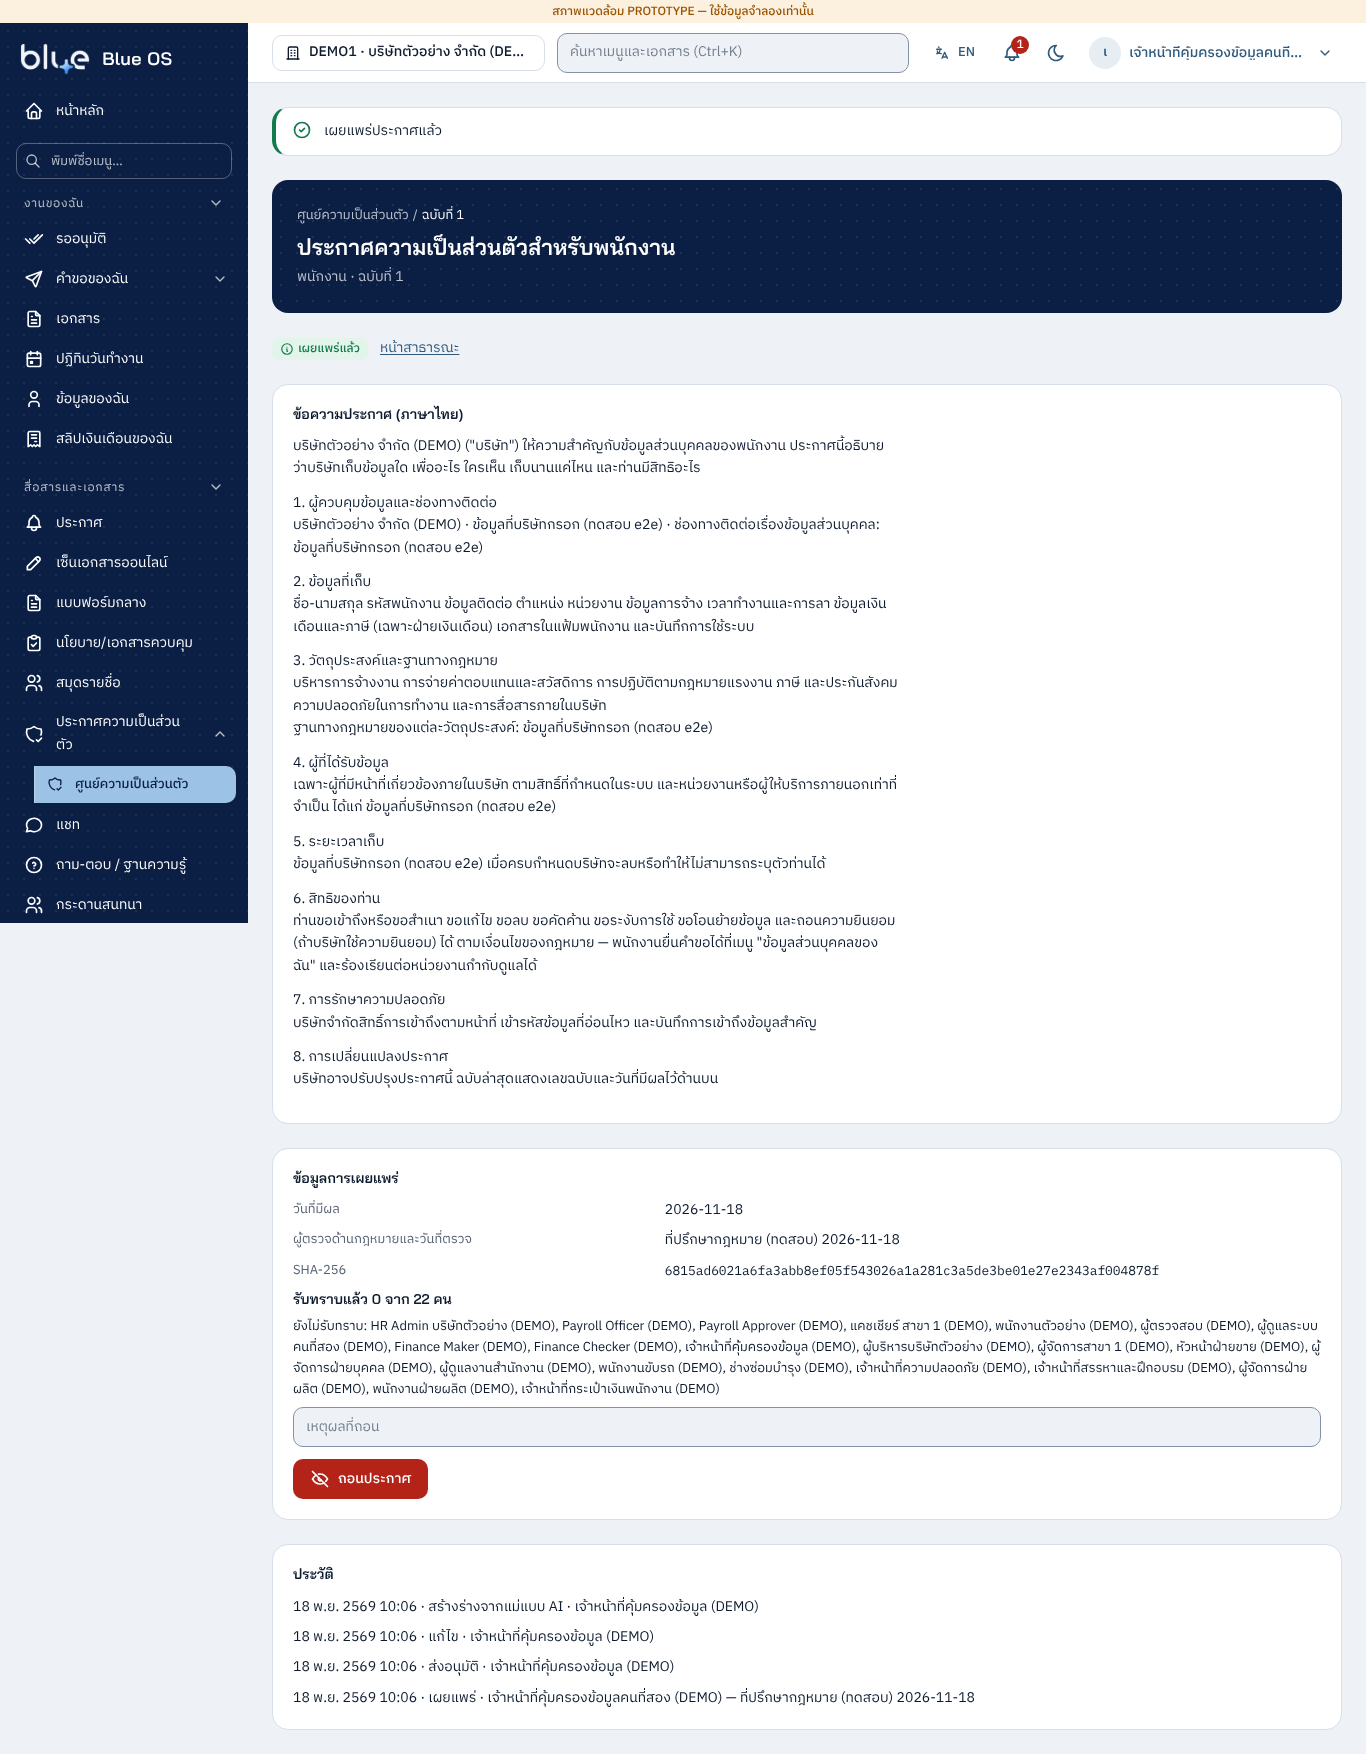 สภาพแวดล้อม PROTOTYPE — ใช้ข้อมูลจำลองเท่านั้น
blue Blue OS
DEMO1 · บริษัทตัวอย่าง จำกัด (DE...
ค้นหาเมนูและเอกสาร (Ctrl+K)
EN
1
เ
เจ้าหน้าที่คุ้มครองข้อมูลคนที่...
หน้าหลัก
พิมพ์ชื่อเมนู...
งานของฉัน
รออนุมัติ
คำขอของฉัน
เอกสาร
ปฏิทินวันทำงาน
ข้อมูลของฉัน
สลิปเงินเดือนของฉัน
สื่อสารและเอกสาร
ประกาศ
เซ็นเอกสารออนไลน์
แบบฟอร์มกลาง
นโยบาย/เอกสารควบคุม
สมุดรายชื่อ
ประกาศความเป็นส่วน
ตัว
ศูนย์ความเป็นส่วนตัว
แชท
ถาม-ตอบ / ฐานความรู้
กระดานสนทนา
เผยแพร่ประกาศแล้ว
ศูนย์ความเป็นส่วนตัว / ฉบับที่ 1
ประกาศความเป็นส่วนตัวสำหรับพนักงาน
พนักงาน · ฉบับที่ 1
เผยแพร่แล้ว หน้าสาธารณะ
ข้อความประกาศ (ภาษาไทย)
บริษัทตัวอย่าง จำกัด (DEMO) ("บริษัท") ให้ความสำคัญกับข้อมูลส่วนบุคคลของพนักงาน ประกาศนี้อธิบาย
ว่าบริษัทเก็บข้อมูลใด เพื่ออะไร ใครเห็น เก็บนานแค่ไหน และท่านมีสิทธิอะไร
1. ผู้ควบคุมข้อมูลและช่องทางติดต่อ
บริษัทตัวอย่าง จำกัด (DEMO) · ข้อมูลที่บริษัทกรอก (ทดสอบ e2e) · ช่องทางติดต่อเรื่องข้อมูลส่วนบุคคล:
ข้อมูลที่บริษัทกรอก (ทดสอบ e2e)
2. ข้อมูลที่เก็บ
ชื่อ-นามสกุล รหัสพนักงาน ข้อมูลติดต่อ ตำแหน่ง หน่วยงาน ข้อมูลการจ้าง เวลาทำงานและการลา ข้อมูลเงิน
เดือนและภาษี (เฉพาะฝ่ายเงินเดือน) เอกสารในแฟ้มพนักงาน และบันทึกการใช้ระบบ
3. วัตถุประสงค์และฐานทางกฎหมาย
บริหารการจ้างงาน การจ่ายค่าตอบแทนและสวัสดิการ การปฏิบัติตามกฎหมายแรงงาน ภาษี และประกันสังคม
ความปลอดภัยในการทำงาน และการสื่อสารภายในบริษัท
ฐานทางกฎหมายของแต่ละวัตถุประสงค์: ข้อมูลที่บริษัทกรอก (ทดสอบ e2e)
4. ผู้ที่ได้รับข้อมูล
เฉพาะผู้ที่มีหน้าที่เกี่ยวข้องภายในบริษัท ตามสิทธิ์ที่กำหนดในระบบ และหน่วยงานหรือผู้ให้บริการภายนอกเท่าที่
จำเป็น ได้แก่ ข้อมูลที่บริษัทกรอก (ทดสอบ e2e)
5. ระยะเวลาเก็บ
ข้อมูลที่บริษัทกรอก (ทดสอบ e2e) เมื่อครบกำหนดบริษัทจะลบหรือทำให้ไม่สามารถระบุตัวท่านได้
6. สิทธิของท่าน
ท่านขอเข้าถึงหรือขอสำเนา ขอแก้ไข ขอลบ ขอคัดค้าน ขอระงับการใช้ ขอโอนย้ายข้อมูล และถอนความยินยอม
(ถ้าบริษัทใช้ความยินยอม) ได้ ตามเงื่อนไขของกฎหมาย — พนักงานยื่นคำขอได้ที่เมนู "ข้อมูลส่วนบุคคลของ
ฉัน" และร้องเรียนต่อหน่วยงานกำกับดูแลได้
7. การรักษาความปลอดภัย
บริษัทจำกัดสิทธิ์การเข้าถึงตามหน้าที่ เข้ารหัสข้อมูลที่อ่อนไหว และบันทึกการเข้าถึงข้อมูลสำคัญ
8. การเปลี่ยนแปลงประกาศ
บริษัทอาจปรับปรุงประกาศนี้ ฉบับล่าสุดแสดงเลขฉบับและวันที่มีผลไว้ด้านบน
ข้อมูลการเผยแพร่
วันที่มีผล 2026-11-18
ผู้ตรวจด้านกฎหมายและวันที่ตรวจ ที่ปรึกษากฎหมาย (ทดสอบ) 2026-11-18
SHA-256 6815ad6021a6fa3abb8ef05f543026a1a281c3a5de3be01e27e2343af004878f
รับทราบแล้ว 0 จาก 22 คน
ยังไม่รับทราบ: HR Admin บริษัทตัวอย่าง (DEMO), Payroll Officer (DEMO), Payroll Approver (DEMO), แคชเชียร์ สาขา 1 (DEMO), พนักงานตัวอย่าง (DEMO), ผู้ตรวจสอบ (DEMO), ผู้ดูแลระบบ
คนที่สอง (DEMO), Finance Maker (DEMO), Finance Checker (DEMO), เจ้าหน้าที่คุ้มครองข้อมูล (DEMO), ผู้บริหารบริษัทตัวอย่าง (DEMO), ผู้จัดการสาขา 1 (DEMO), หัวหน้าฝ่ายขาย (DEMO), ผู้
จัดการฝ่ายบุคคล (DEMO), ผู้ดูแลงานสำนักงาน (DEMO), พนักงานขับรถ (DEMO), ช่างซ่อมบำรุง (DEMO), เจ้าหน้าที่ความปลอดภัย (DEMO), เจ้าหน้าที่สรรหาและฝึกอบรม (DEMO), ผู้จัดการฝ่าย
ผลิต (DEMO), พนักงานฝ่ายผลิต (DEMO), เจ้าหน้าที่กระเป๋าเงินพนักงาน (DEMO)
เหตุผลที่ถอน
ถอนประกาศ
ประวัติ
18 พ.ย. 2569 10:06 · สร้างร่างจากแม่แบบ AI · เจ้าหน้าที่คุ้มครองข้อมูล (DEMO)
18 พ.ย. 2569 10:06 · แก้ไข · เจ้าหน้าที่คุ้มครองข้อมูล (DEMO)
18 พ.ย. 2569 10:06 · ส่งอนุมัติ · เจ้าหน้าที่คุ้มครองข้อมูล (DEMO)
18 พ.ย. 2569 10:06 · เผยแพร่ · เจ้าหน้าที่คุ้มครองข้อมูลคนที่สอง (DEMO) — ที่ปรึกษากฎหมาย (ทดสอบ) 2026-11-18